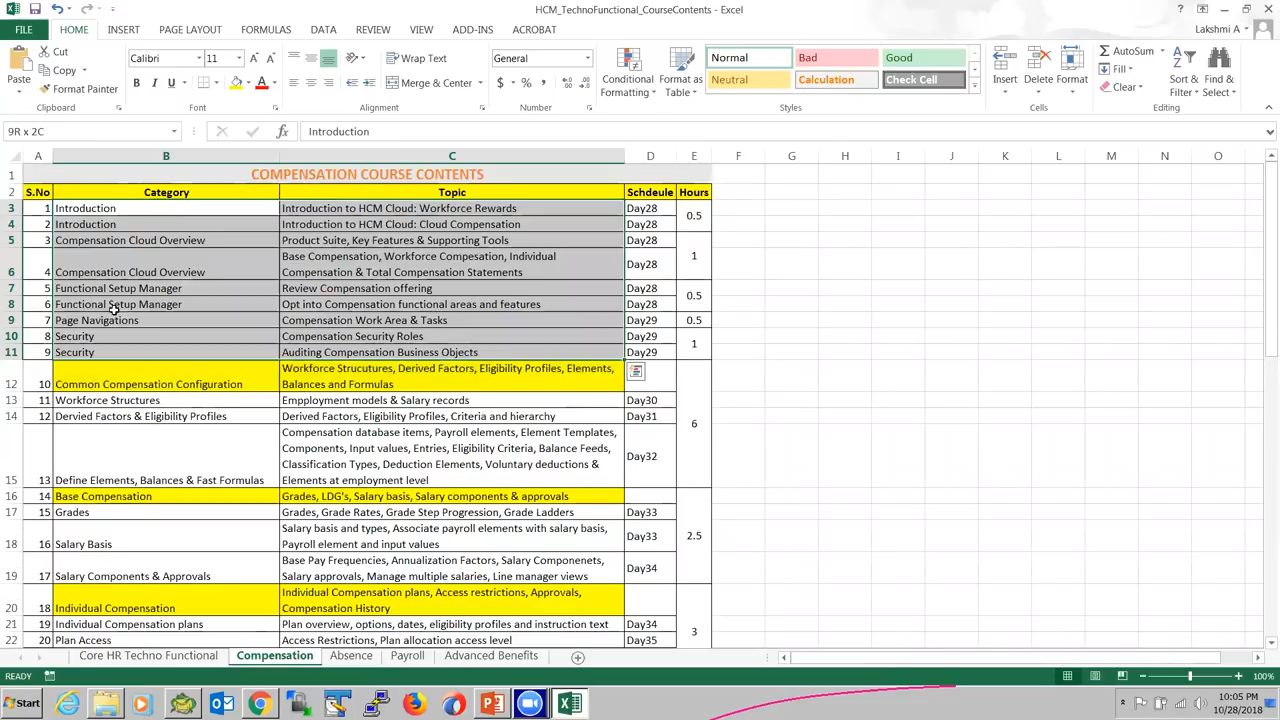 HCM_TechnoFunctional_CourseContents - Excel
FILE HOME INSERT PAGE LAYOUT FORMULAS DATA REVIEW VIEW ADD-INS ACROBAT Lakshmi A
Cut
Copy
Format Painter
Paste
Calibri 11
Wrap Text
Merge & Center
General
Conditional Formatting
Format as Table
Normal Bad Good
Neutral Calculation Check Cell
Insert Delete Format
AutoSum
Fill
Clear
Sort & Filter
Find & Select
Clipboard Font Alignment Number Styles Cells Editing
9R x 2C Introduction
A B C D E F G H I J K L M N O
1 COMPENSATION COURSE CONTENTS
2 S.No Category Topic Schdeule Hours
3 1 Introduction Introduction to HCM Cloud: Workforce Rewards Day28 0.5
4 2 Introduction Introduction to HCM Cloud: Cloud Compensation Day28
5 3 Compensation Cloud Overview Product Suite, Key Features & Supporting Tools Day28 1
Base Compensation, Workforce Compesation, Individual
6 4 Compensation Cloud Overview Compensation & Total Compensation Statements Day28
7 5 Functional Setup Manager Review Compensation offering Day28 0.5
8 6 Functional Setup Manager Opt into Compensation functional areas and features Day28
9 7 Page Navigations Compensation Work Area & Tasks Day29 0.5
10 8 Security Compensation Security Roles Day29 1
11 9 Security Auditing Compensation Business Objects Day29
Workforce Strucutures, Derived Factors, Eligibility Profiles, Elements,
12 10 Common Compensation Configuration Balances and Formulas
13 11 Workforce Structures Empployment models & Salary records Day30
14 12 Dervied Factors & Eligibility Profiles Derived Factors, Eligibility Profiles, Criteria and hierarchy Day31 6
Compensation database items, Payroll elements, Element Templates,
Components, Input values, Entries, Eligibility Criteria, Balance Feeds,
Classification Types, Deduction Elements, Voluntary deductions & Day32
15 13 Define Elements, Balances & Fast Formulas Elements at employment level
16 14 Base Compensation Grades, LDG's, Salary basis, Salary components & approvals
17 15 Grades Grades, Grade Rates, Grade Step Progression, Grade Ladders Day33
Salary basis and types, Associate payroll elements with salary basis,
18 16 Salary Basis Payroll element and input values Day33 2.5
Base Pay Frequencies, Annualization Factors, Salary Componenets,
19 17 Salary Components & Approvals Salary approvals, Manage multiple salaries, Line manager views Day34
Individual Compensation plans, Access restrictions, Approvals,
20 18 Individual Compensation Compensation History
21 19 Individual Compensation plans Plan overview, options, dates, eligibility profiles and instruction text Day34 3
22 20 Plan Access Access Restrictions, Plan allocation access level Day35
Core HR Techno Functional Compensation Absence Payroll Advanced Benefits
READY 100%
Start
10:05 PM
10/28/2018